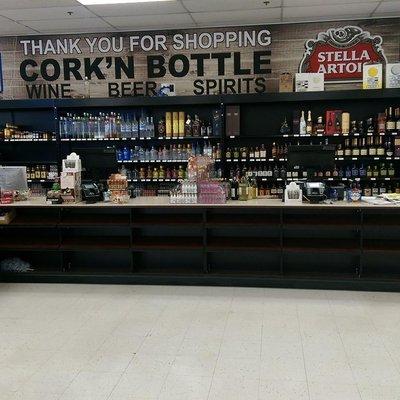 THANK YOU FOR SHOPPING
CORK'N BOTTLE
WINE BEER SPIRITS
STELLA
ARTOIS